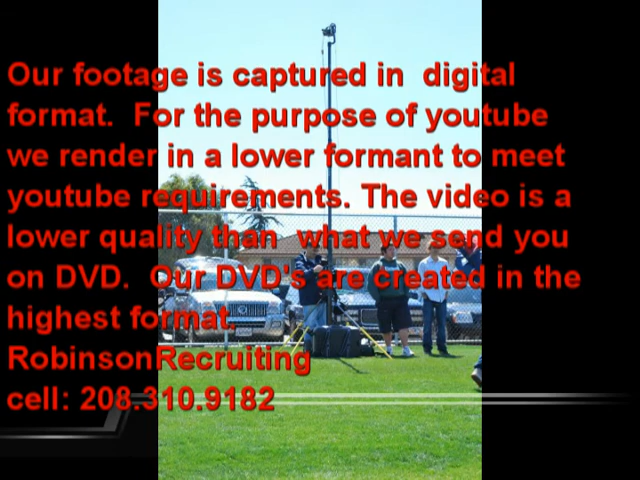 Our footage is captured in  digital
format.  For the purpose of youtube
we render in a lower formant to meet
youtube requirements. The video is a
lower quality than  what we send you
on DVD.  Our DVD's are created in the
highest format.
RobinsonRecruiting
cell: 208.310.9182